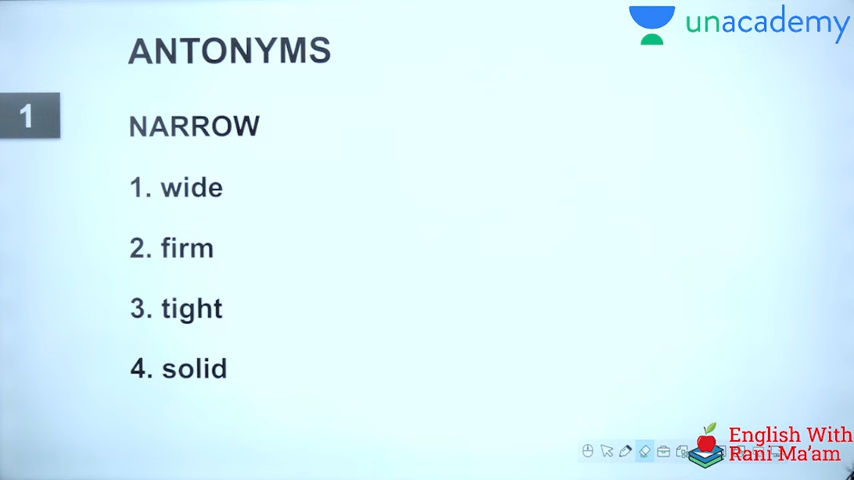 ANTONYMS
unacademy
1
NARROW
1. wide
2. firm
3. tight
4. solid
English With
Rani Ma'am